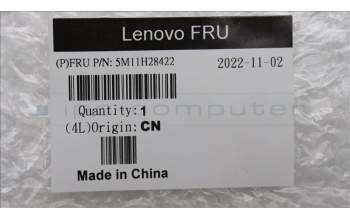 Lenovo FRU
(P)FRU P/N: 5M11H28422 2022-11-02
Quantity: 1
(4L)Origin: CN
Made in China